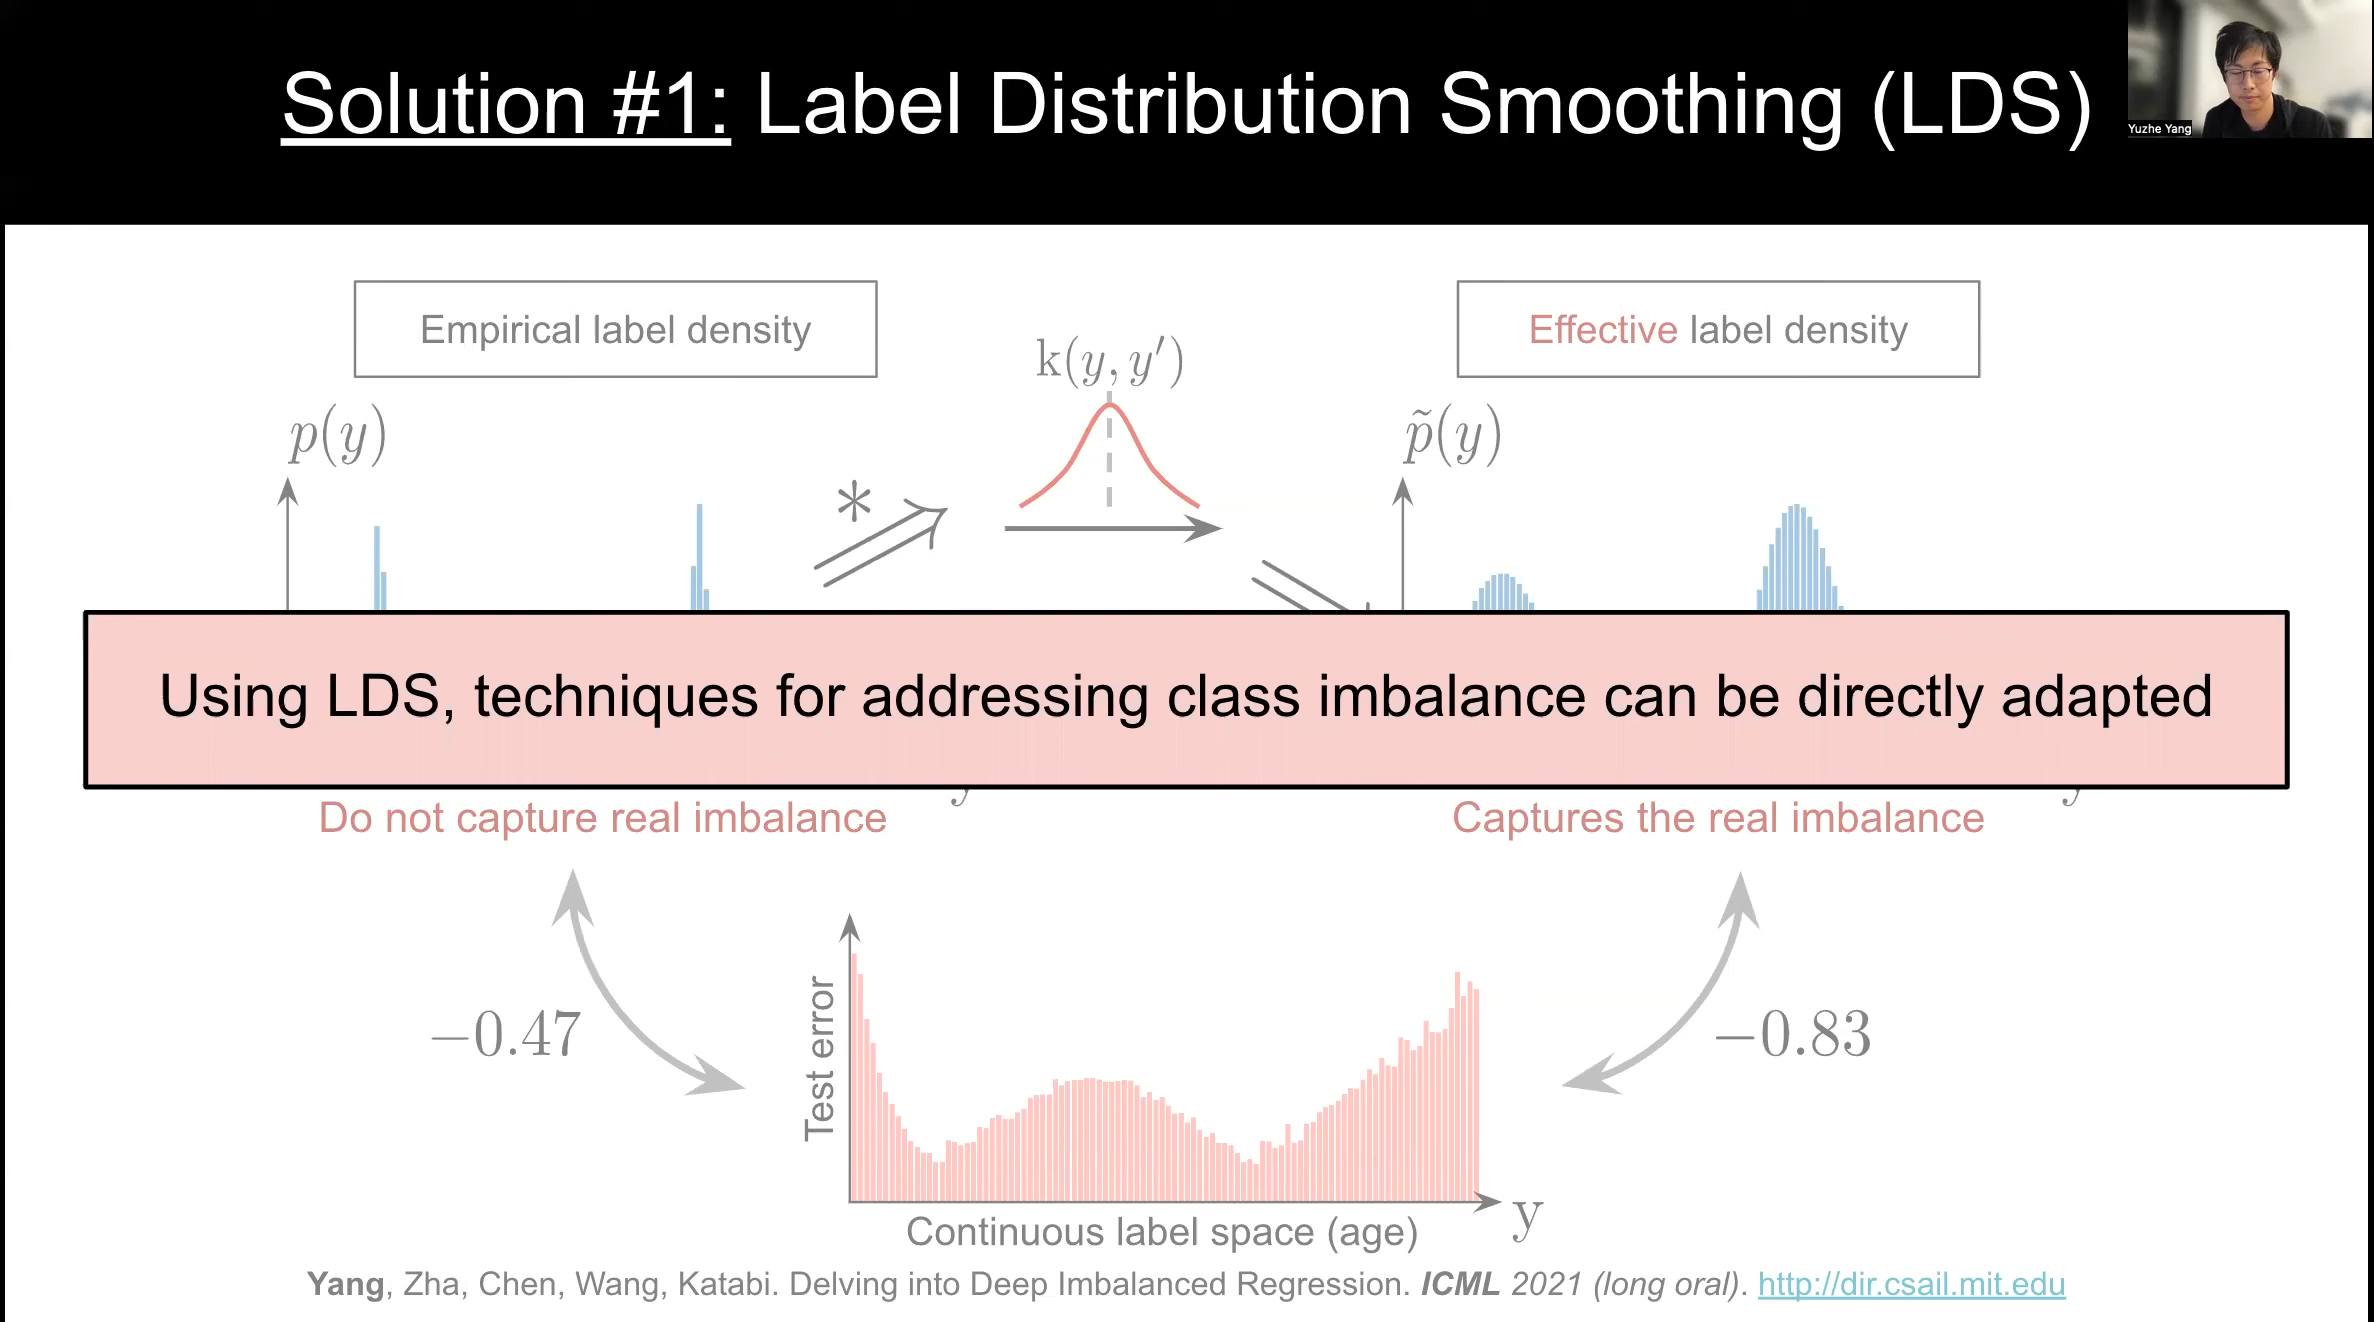 Solution #1: Label Distribution Smoothing (LDS)
Yuzhe Yang
Empirical label density
k(y, y′)
Effective label density
p(y)
*
p̃(y)
Using LDS, techniques for addressing class imbalance can be directly adapted
Do not capture real imbalance
Captures the real imbalance
−0.47
Test error
−0.83
y
Continuous label space (age)
Yang, Zha, Chen, Wang, Katabi. Delving into Deep Imbalanced Regression. ICML 2021 (long oral). http://dir.csail.mit.edu